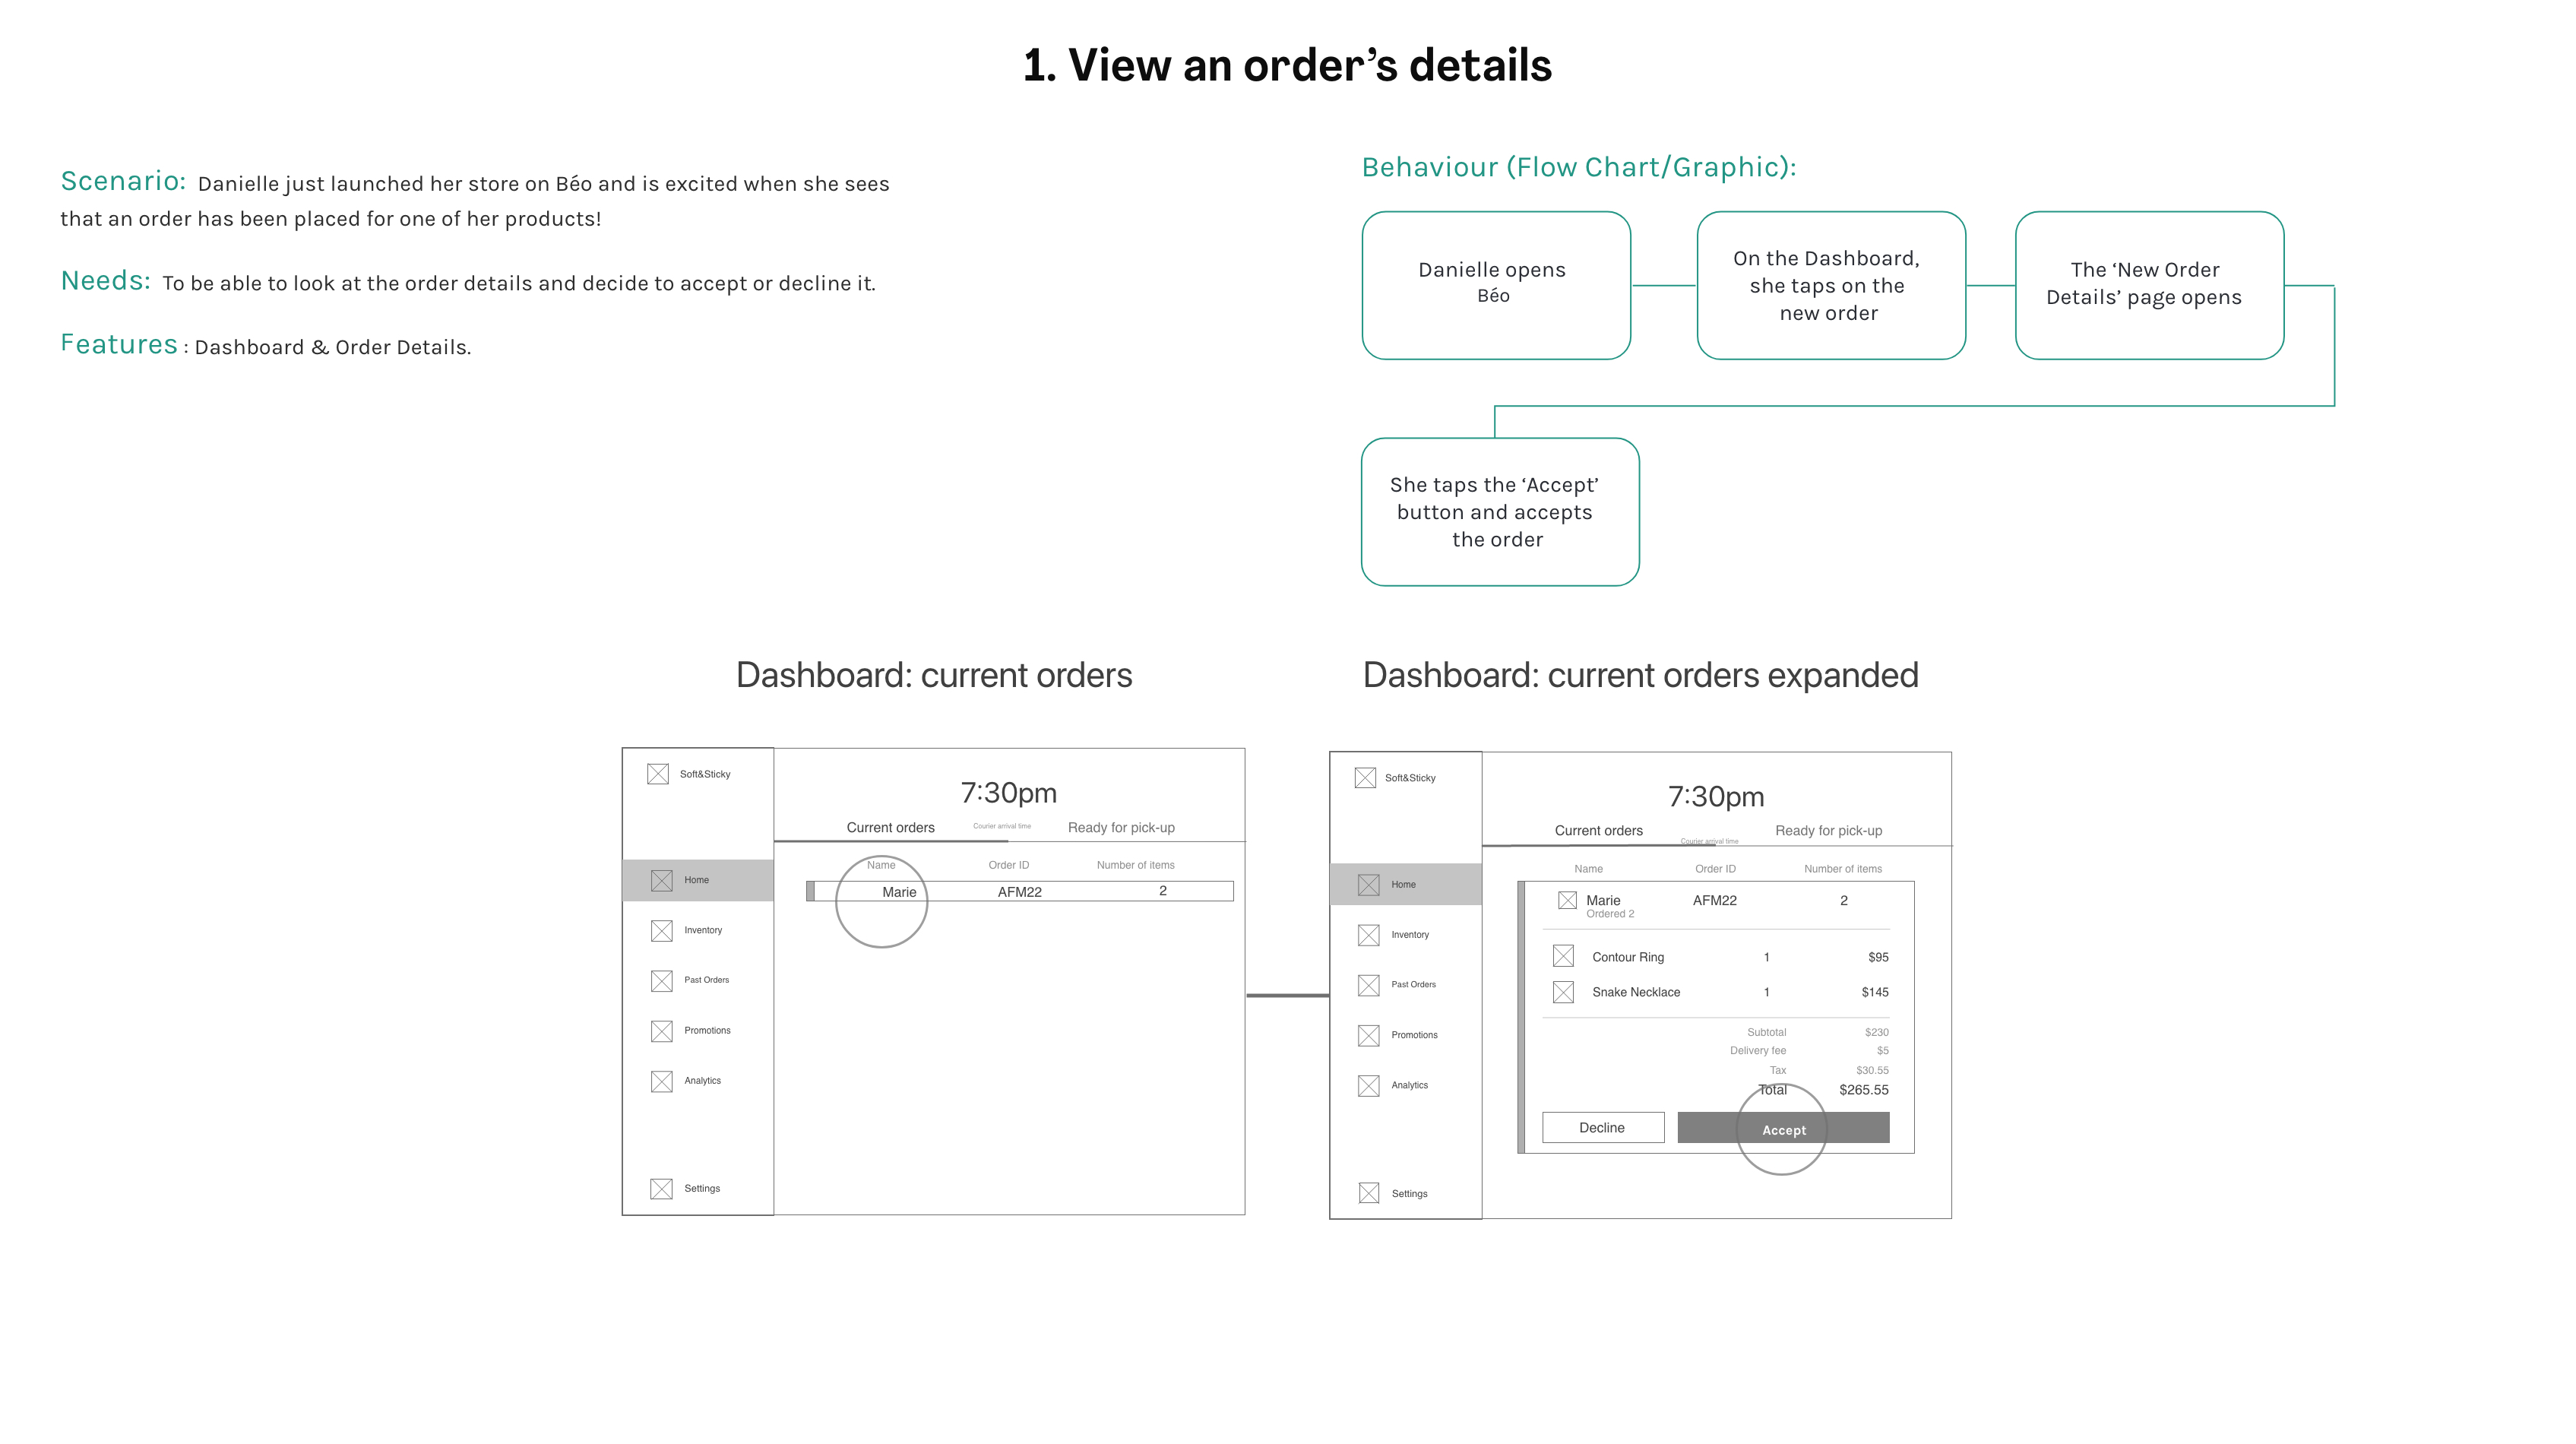 1. View an order’s details
Scenario: Danielle just launched her store on Béo and is excited when she sees
that an order has been placed for one of her products!
Needs: To be able to look at the order details and decide to accept or decline it.
Features : Dashboard & Order Details.
Behaviour (Flow Chart/Graphic):
Danielle opens
Béo
On the Dashboard,
she taps on the
new order
The ‘New Order
Details’ page opens
She taps the ‘Accept’
button and accepts
the order
Dashboard: current orders
Soft&Sticky
Home
Inventory
Past Orders
Promotions
Analytics
Settings
7:30pm
Current orders Courier arrival time Ready for pick-up
Name Order ID Number of items
Marie AFM22 2
Dashboard: current orders expanded
Soft&Sticky
Home
Inventory
Past Orders
Promotions
Analytics
Settings
7:30pm
Current orders Courier arrival time Ready for pick-up
Name Order ID Number of items
Marie AFM22 2
Ordered 2
Contour Ring 1 $95
Snake Necklace 1 $145
Subtotal $230
Delivery fee $5
Tax $30.55
Total $265.55
Decline Accept